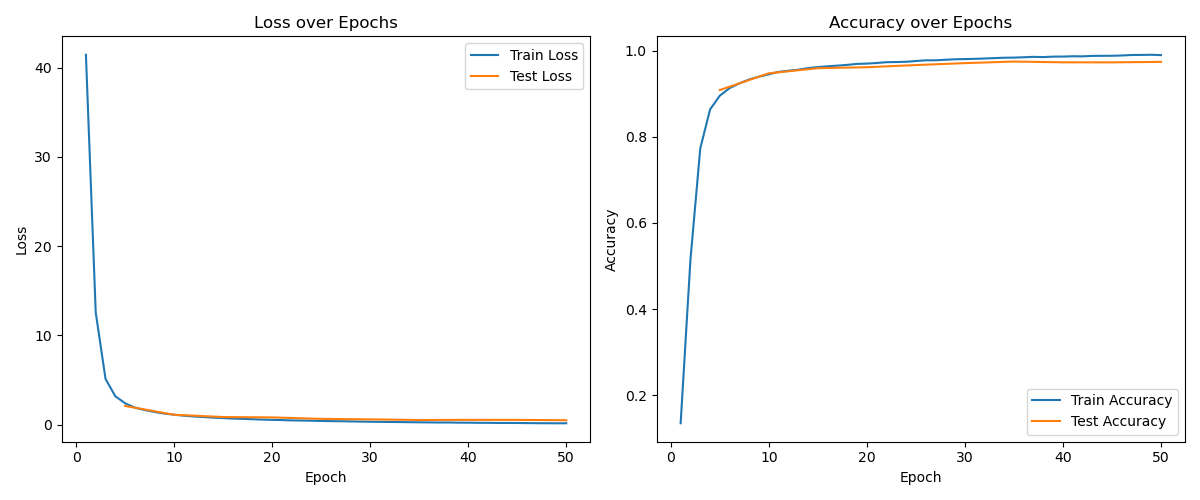 Loss over Epochs
Train Loss
Test Loss
40
30
20
10
0
Loss
0 10 20 30 40 50
Epoch
Accuracy over Epochs
1.0
0.8
0.6
0.4
0.2
Accuracy
Train Accuracy
Test Accuracy
0 10 20 30 40 50
Epoch